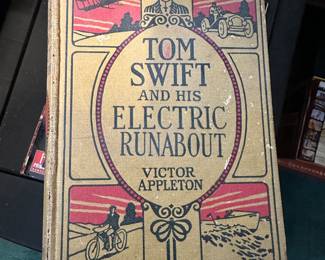 TOM
SWIFT
AND HIS
ELECTRIC
RUNABOUT
VICTOR
APPLETON